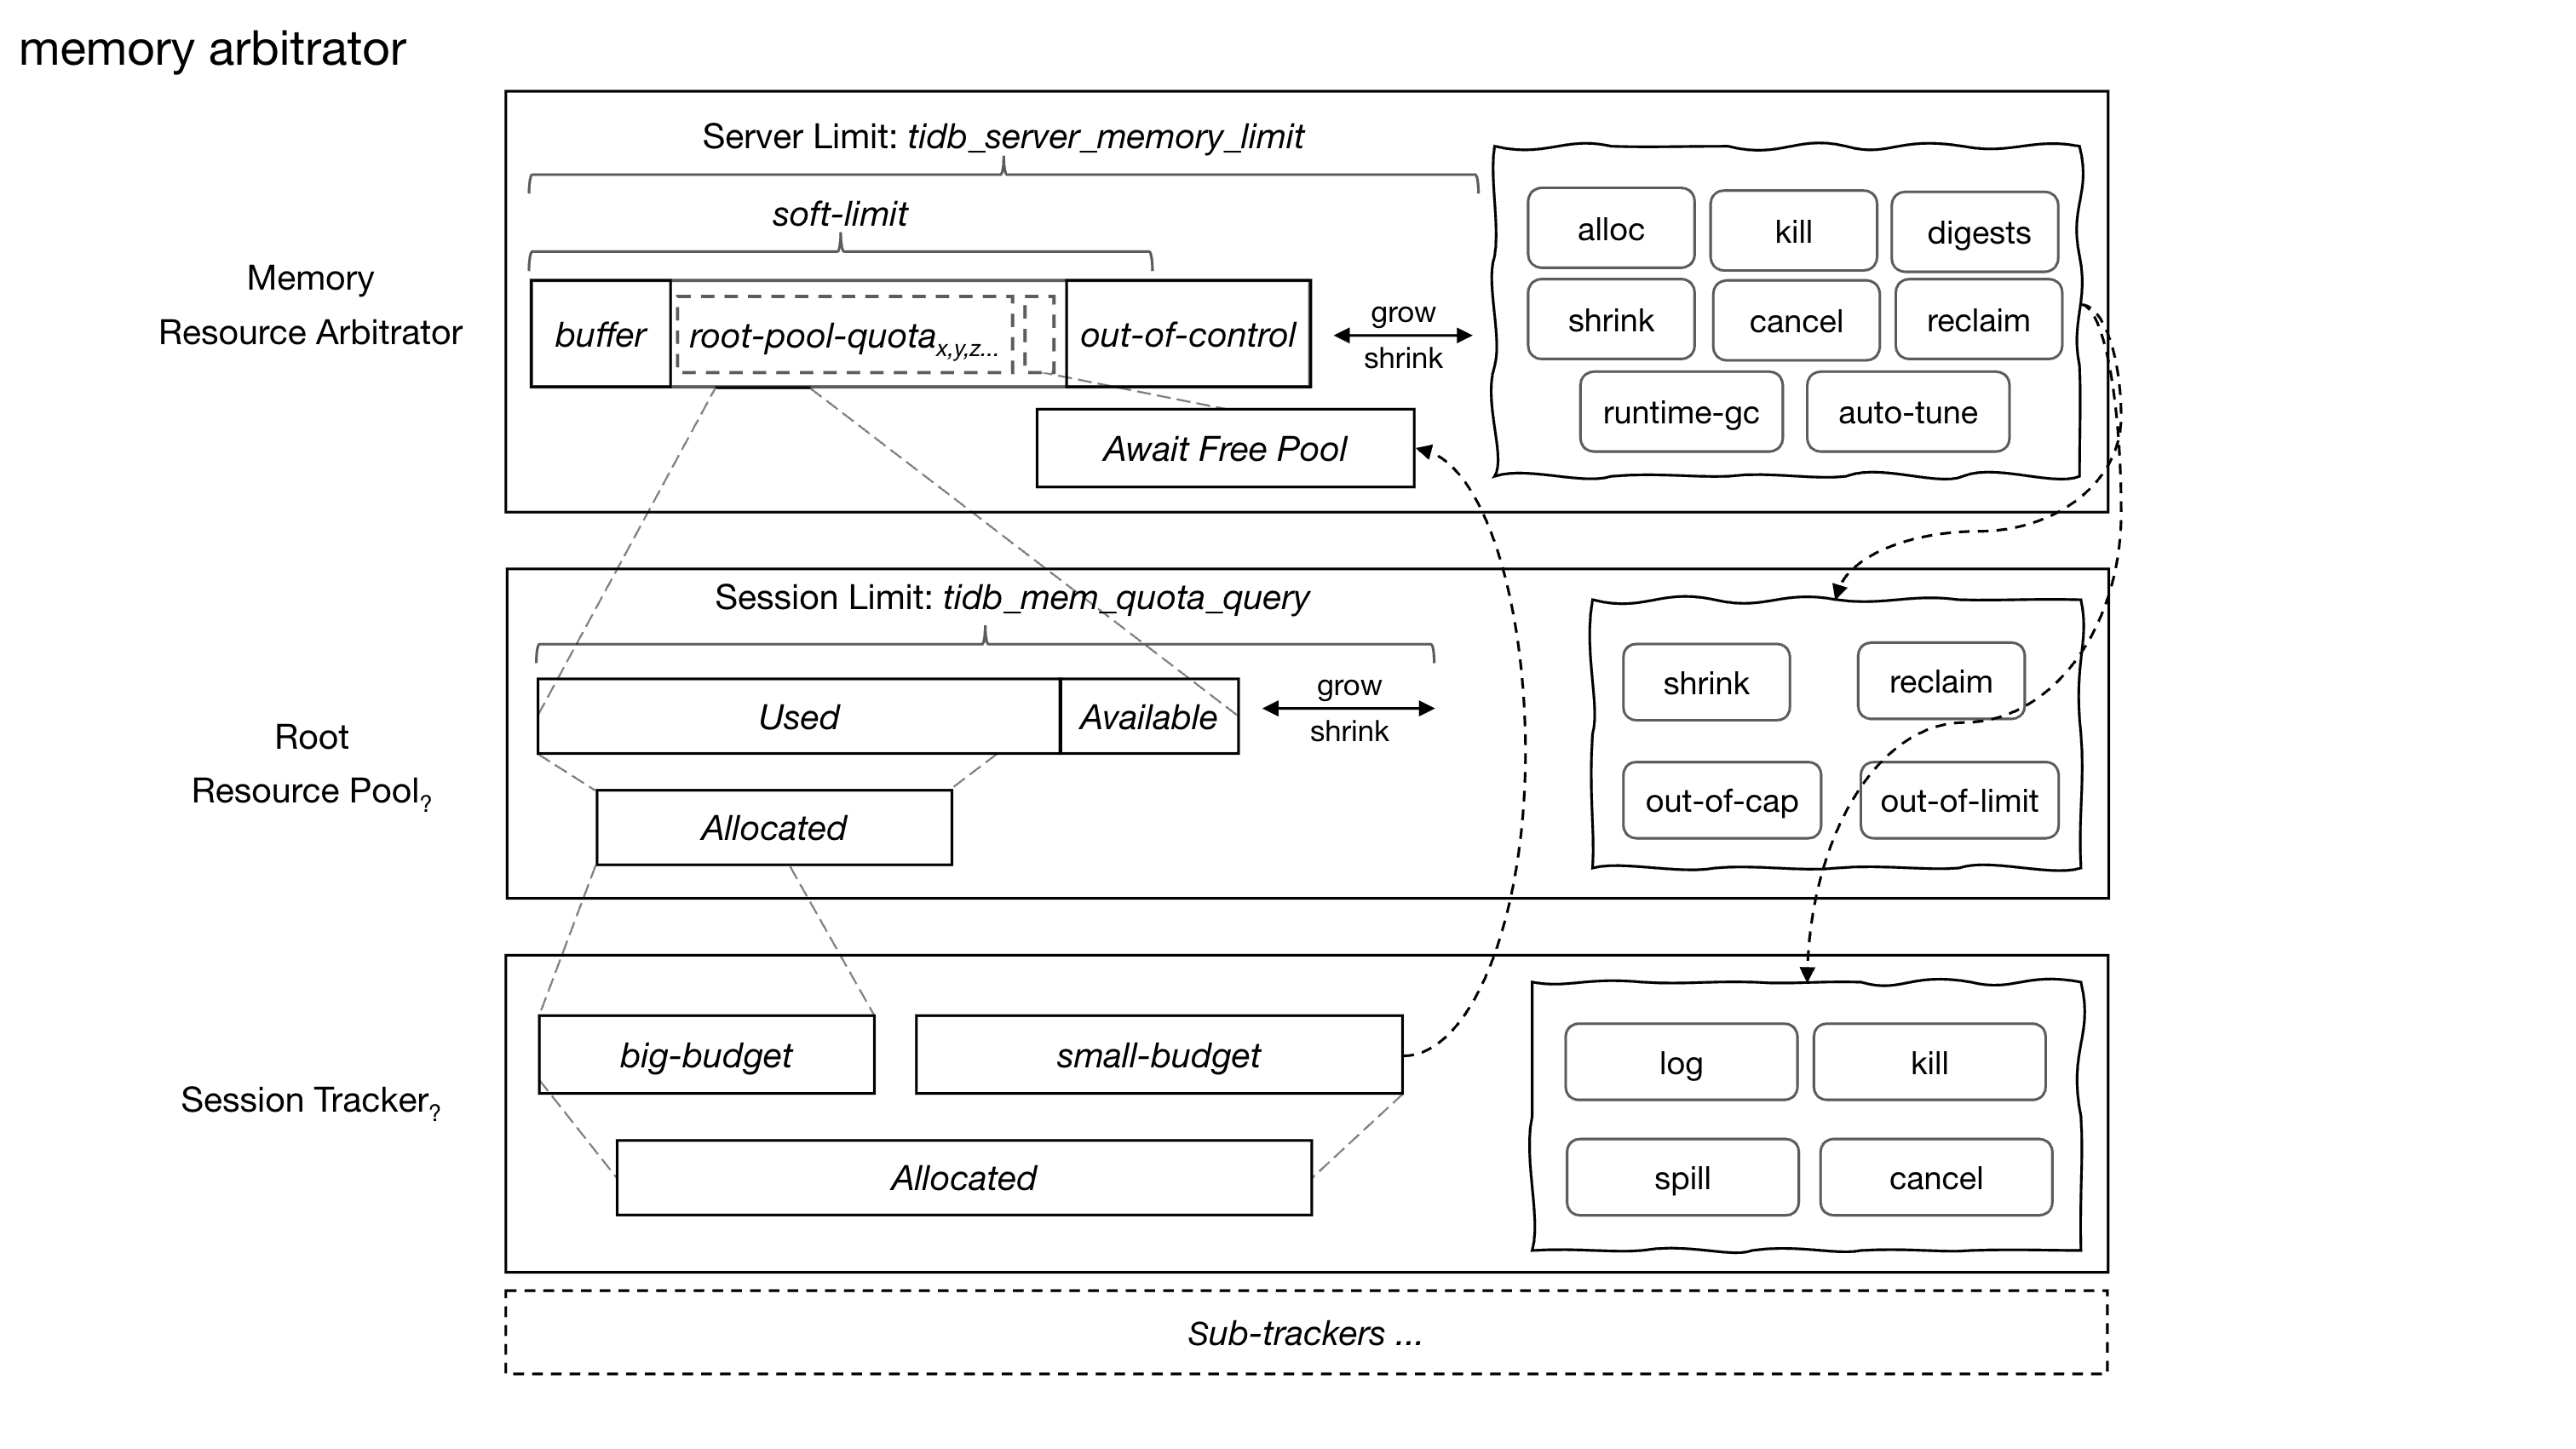 memory arbitrator
Server Limit: tidb_server_memory_limit
soft-limit
Memory
Resource Arbitrator
buffer
root-pool-quotax,y,z...
out-of-control
grow
shrink
Await Free Pool
alloc
kill
digests
shrink
cancel
reclaim
runtime-gc
auto-tune
Session Limit: tidb_mem_quota_query
Root
Resource Pool?
Used
Available
grow
shrink
Allocated
shrink
reclaim
out-of-cap
out-of-limit
Session Tracker?
big-budget
small-budget
Allocated
log
kill
spill
cancel
Sub-trackers ...